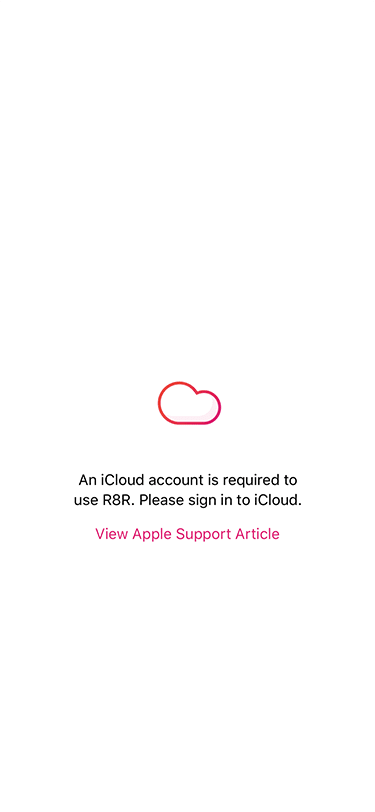 An iCloud account is required to
use R8R. Please sign in to iCloud.
View Apple Support Article